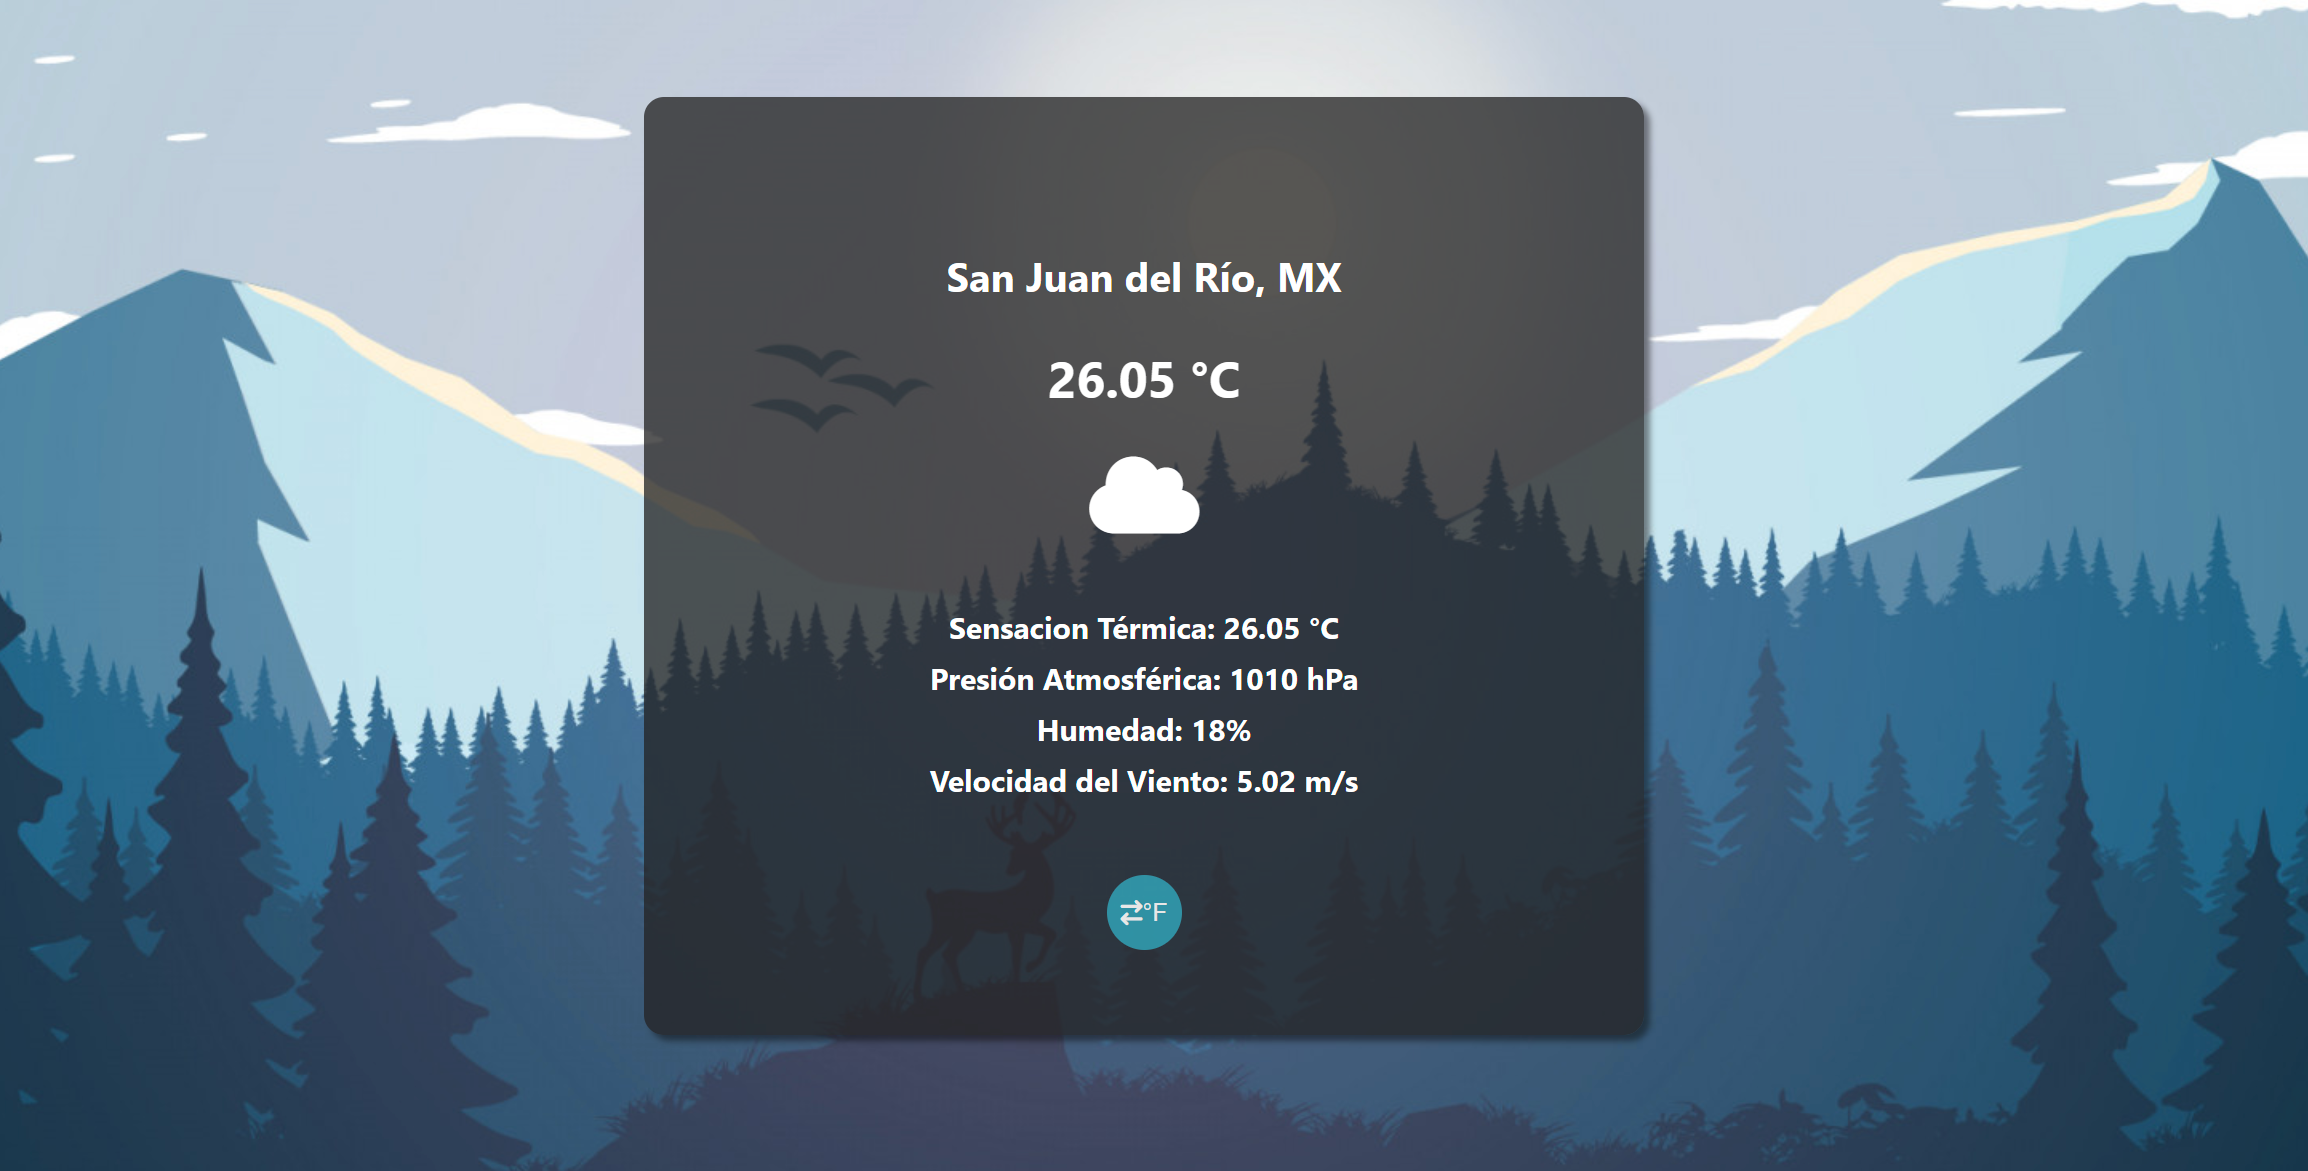 San Juan del Río, MX
26.05 °C
Sensacion Térmica: 26.05 °C
Presión Atmosférica: 1010 hPa
Humedad: 18%
Velocidad del Viento: 5.02 m/s
⇄°F